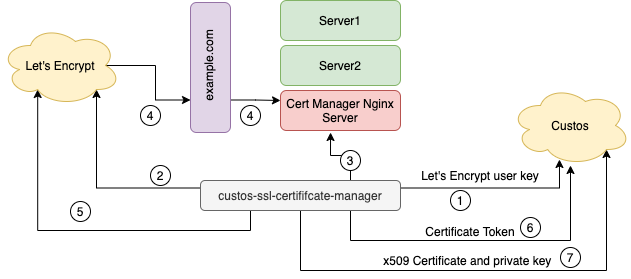 Server1
Server2
Cert Manager Nginx
Server
example.com
Let's Encrypt
Custos
4
4
3
2
Let's Encrypt user key
1
custos-ssl-certififcate-manager
5
Certificate Token
6
x509 Certificate and private key
7